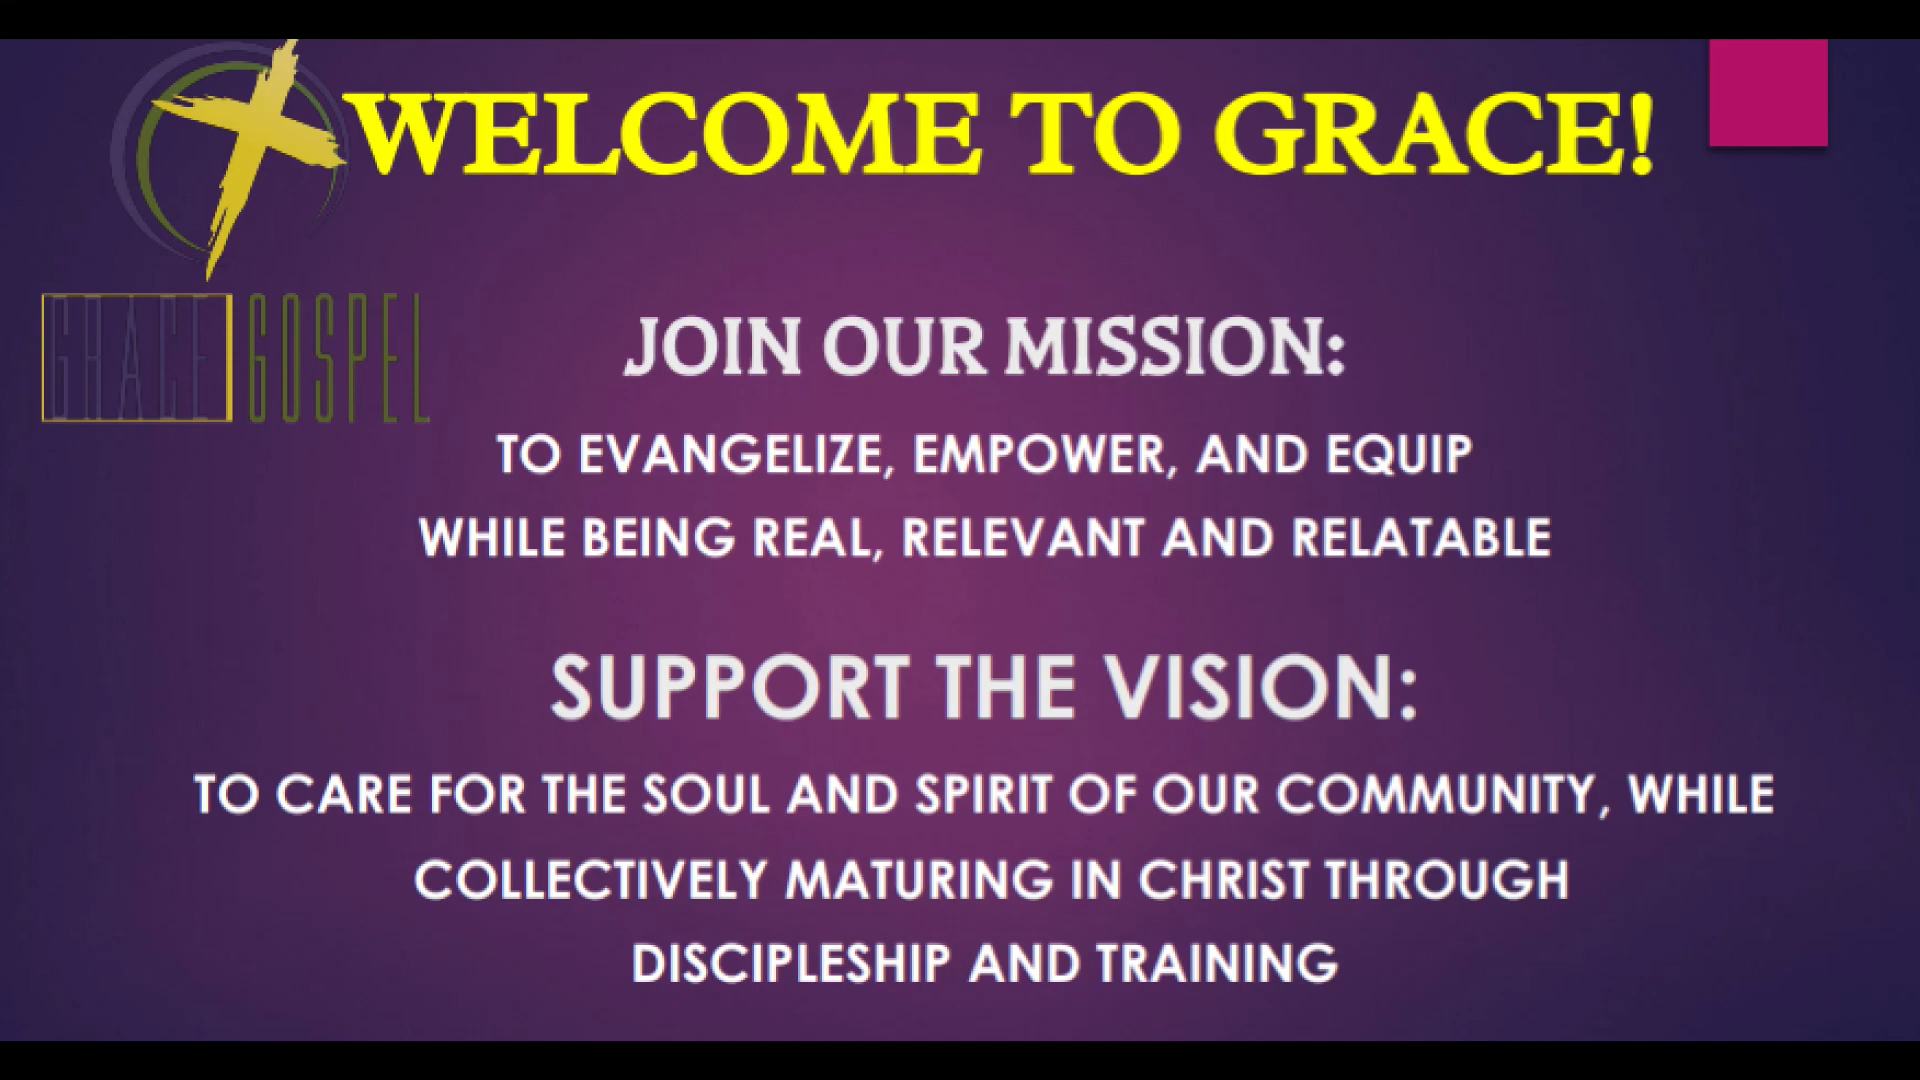 WELCOME TO GRACE!
GRACE GOSPEL
JOIN OUR MISSION:
TO EVANGELIZE, EMPOWER, AND EQUIP
WHILE BEING REAL, RELEVANT AND RELATABLE
SUPPORT THE VISION:
TO CARE FOR THE SOUL AND SPIRIT OF OUR COMMUNITY, WHILE
COLLECTIVELY MATURING IN CHRIST THROUGH
DISCIPLESHIP AND TRAINING